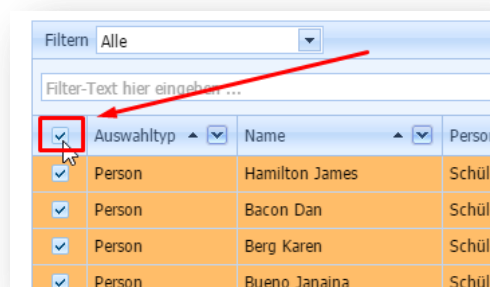 Filtern Alle
Filter-Text hier eingeben ...
Auswahltyp Name
Person Hamilton James
Person Bacon Dan
Person Berg Karen
Person Bueno Janaina